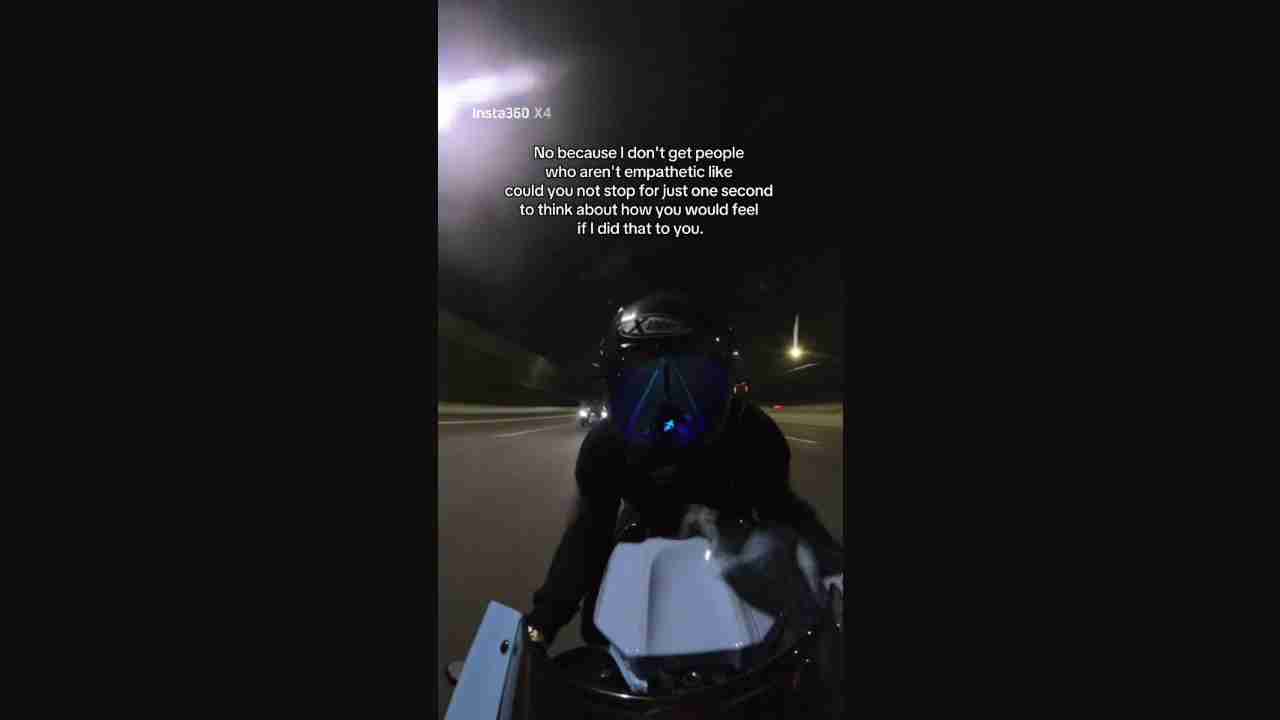 Insta360 X4
No because I don't get people
who aren't empathetic like
could you not stop for just one second
to think about how you would feel
if I did that to you.